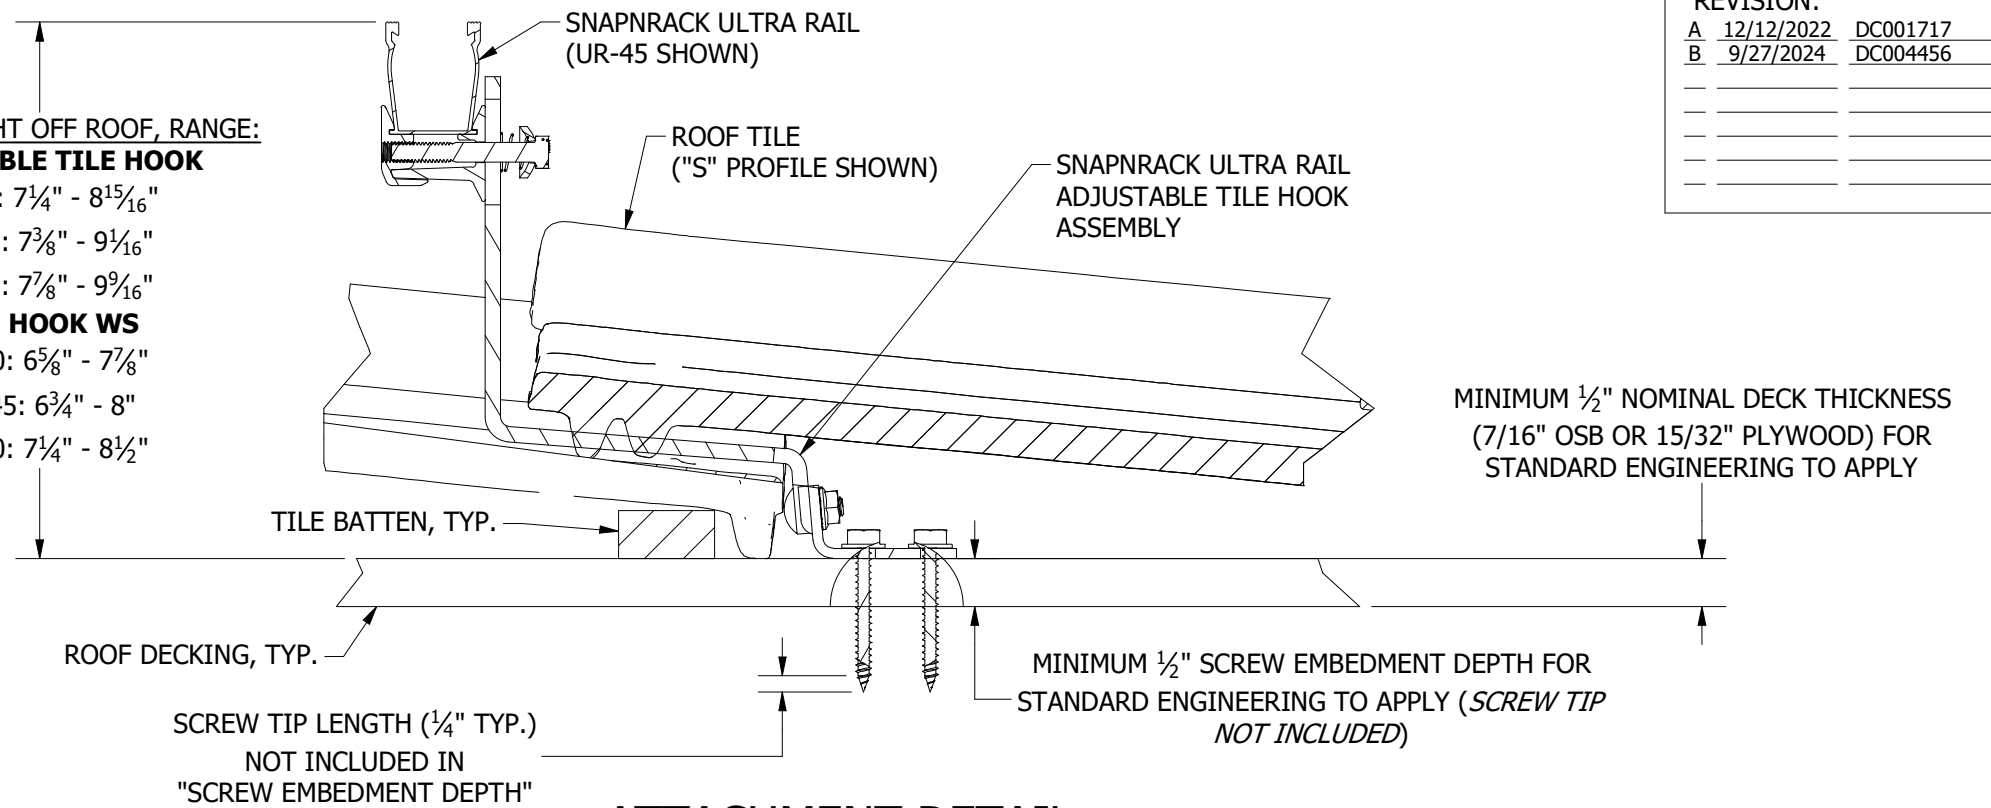 REVISION:
A 12/12/2022 DC001717
B 9/27/2024 DC004456
SNAPNRACK ULTRA RAIL
(UR-45 SHOWN)
HT OFF ROOF, RANGE:
BLE TILE HOOK
: 7¼" - 8¹⁵⁄₁₆"
: 7⅜" - 9¹⁄₁₆"
: 7⅞" - 9⁹⁄₁₆"
HOOK WS
0: 6⅝" - 7⅞"
45: 6¾" - 8"
0: 7¼" - 8½"
ROOF TILE
("S" PROFILE SHOWN)
SNAPNRACK ULTRA RAIL
ADJUSTABLE TILE HOOK
ASSEMBLY
MINIMUM ½" NOMINAL DECK THICKNESS
(7/16" OSB OR 15/32" PLYWOOD) FOR
STANDARD ENGINEERING TO APPLY
TILE BATTEN, TYP.
ROOF DECKING, TYP.
MINIMUM ½" SCREW EMBEDMENT DEPTH FOR
STANDARD ENGINEERING TO APPLY (SCREW TIP
NOT INCLUDED)
SCREW TIP LENGTH (¼" TYP.)
NOT INCLUDED IN
"SCREW EMBEDMENT DEPTH"
ATTACHMENT DETAIL